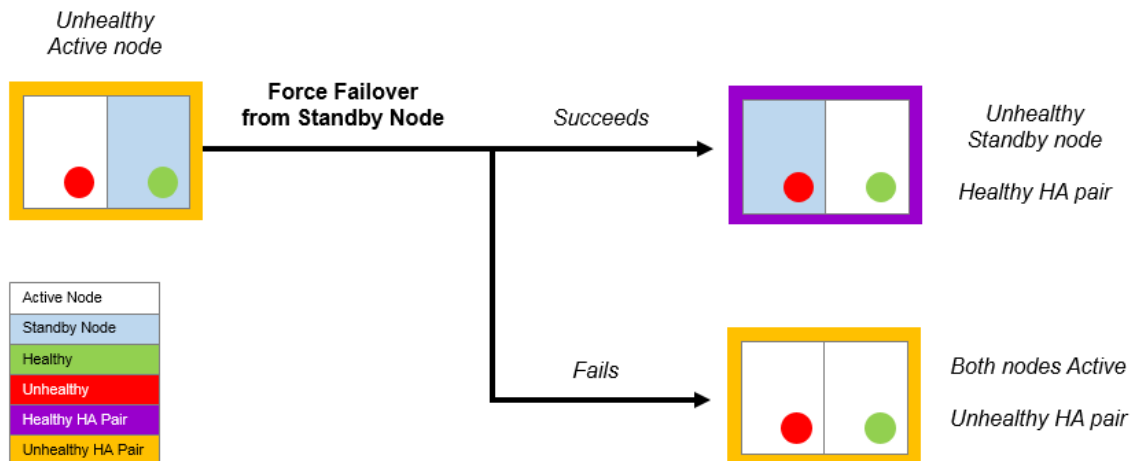 Unhealthy
Active node
Force Failover
from Standby Node
Succeeds
Unhealthy
Standby node
Healthy HA pair
Active Node
Standby Node
Healthy
Unhealthy
Healthy HA Pair
Unhealthy HA Pair
Fails
Both nodes Active
Unhealthy HA pair